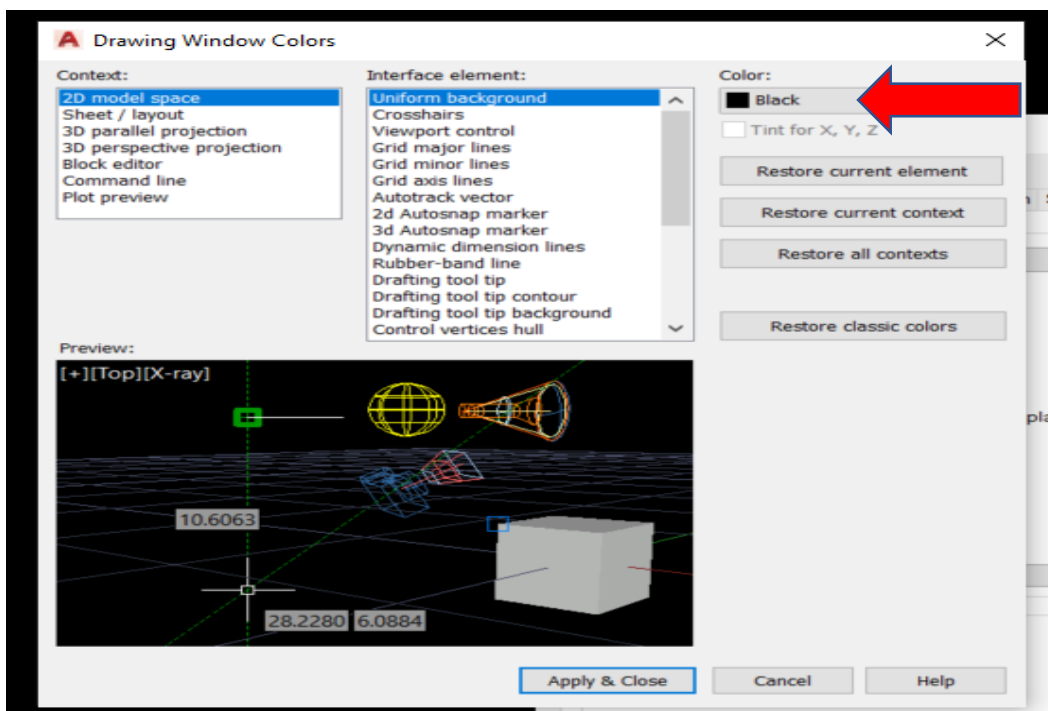 Drawing Window Colors
Context:
2D model space
Sheet / layout
3D parallel projection
3D perspective projection
Block editor
Command line
Plot preview
Interface element:
Uniform background
Crosshairs
Viewport control
Grid major lines
Grid minor lines
Grid axis lines
Autotrack vector
2d Autosnap marker
3d Autosnap marker
Dynamic dimension lines
Rubber-band line
Drafting tool tip
Drafting tool tip contour
Drafting tool tip background
Control vertices hull
Color:
Black
Tint for X, Y, Z
Restore current element
Restore current context
Restore all contexts
Restore classic colors
Preview:
[+][Top][X-ray]
10.6063
28.2280 6.0884
Apply & Close
Cancel
Help